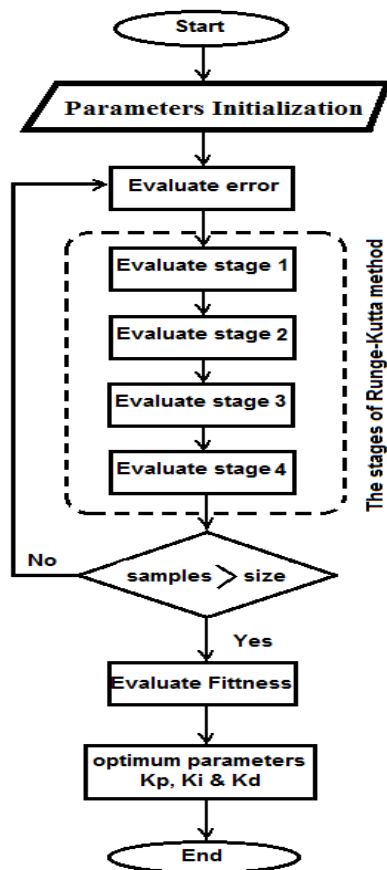 Start
Parameters Initialization
Evaluate error
Evaluate stage 1
Evaluate stage 2
Evaluate stage 3
Evaluate stage 4
The stages of Runge-Kutta method
samples > size
No
Yes
Evaluate Fittness
optimum parameters
Kp, Ki & Kd
End